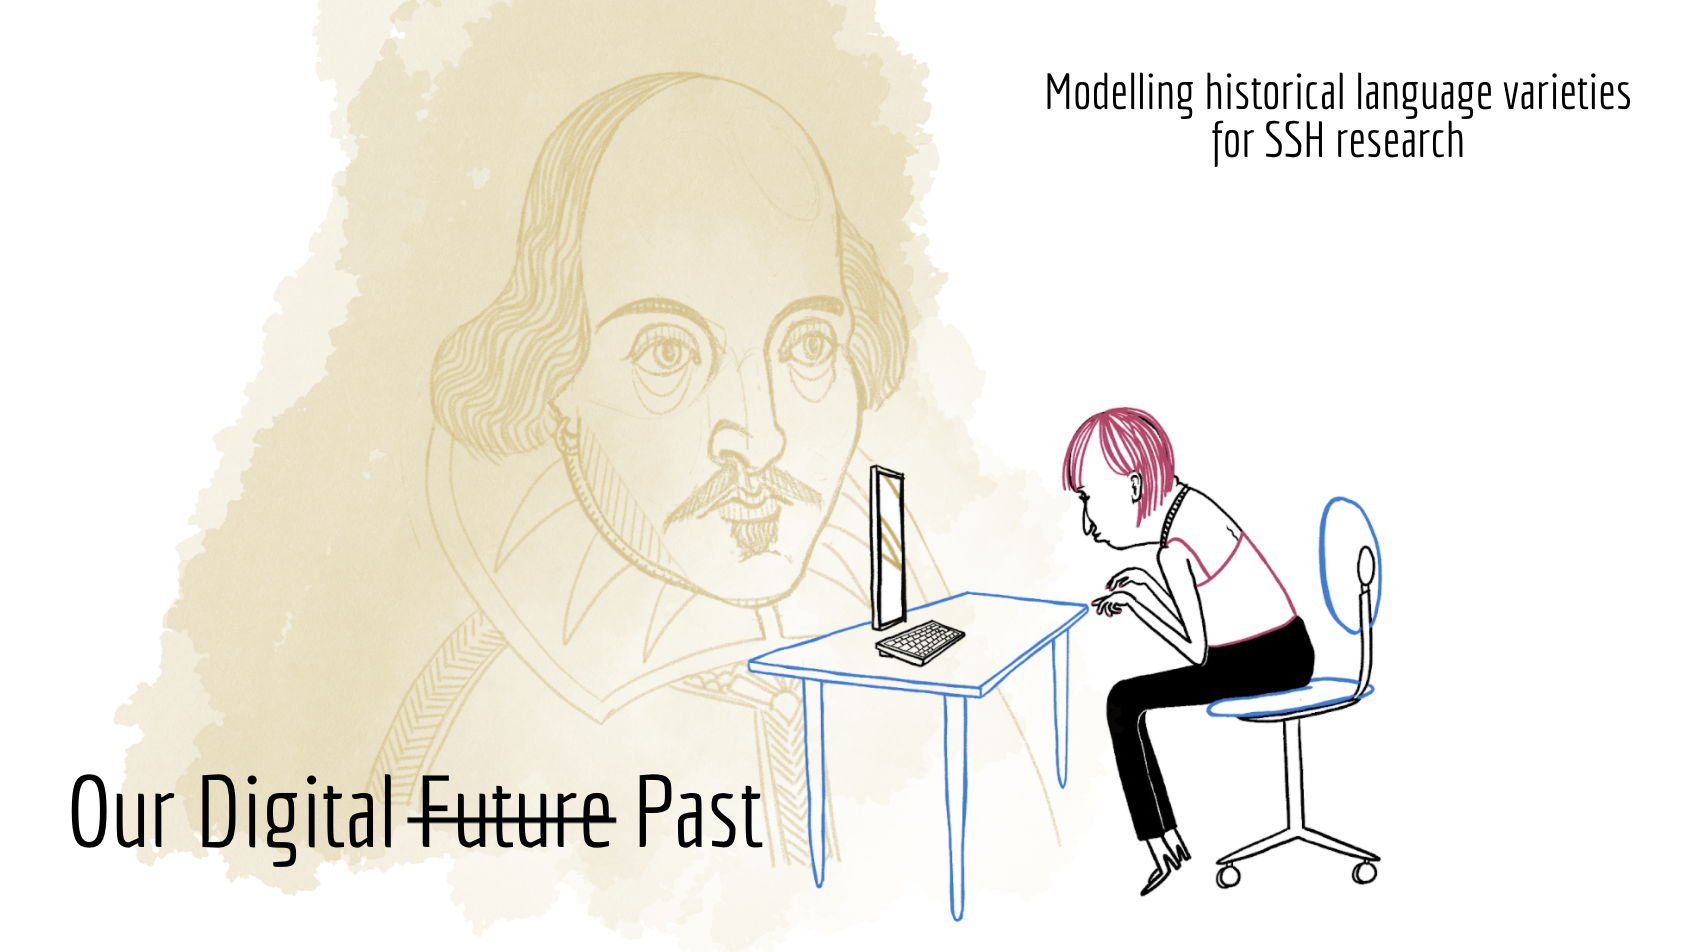 Modelling historical language varieties
for SSH research
Our Digital Future Past